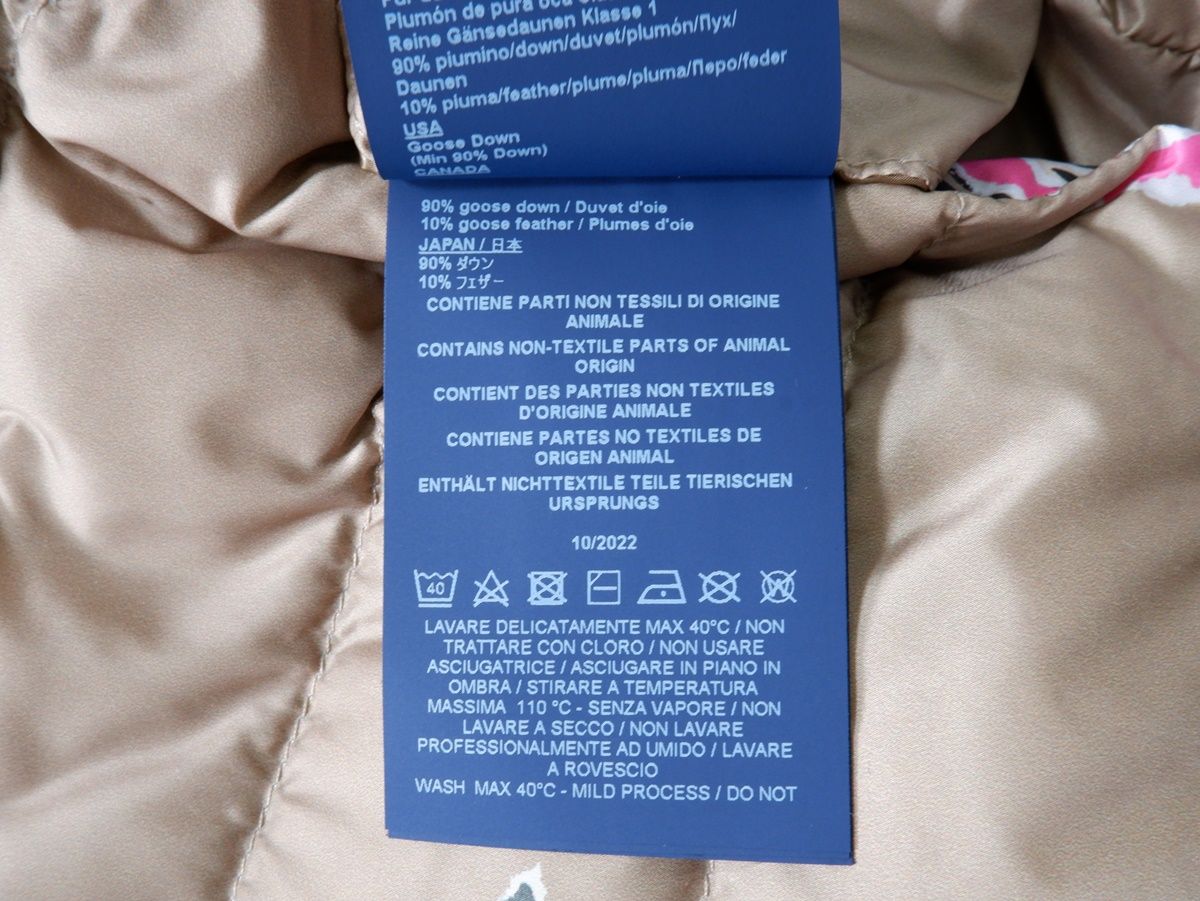 Plumón de pura oca
Reine Gänsedaunen Klasse 1
90% piumino/down/duvet/plumón/Пух/
Daunen
10% piuma/feather/plume/pluma/Перо/feder
USA
Goose Down
(Min 90% Down)
CANADA
90% goose down / Duvet d'oie
10% goose feather / Plumes d'oie
JAPAN / 日本
90% ダウン
10% フェザー
CONTIENE PARTI NON TESSILI DI ORIGINE
ANIMALE
CONTAINS NON-TEXTILE PARTS OF ANIMAL
ORIGIN
CONTIENT DES PARTIES NON TEXTILES
D'ORIGINE ANIMALE
CONTIENE PARTES NO TEXTILES DE
ORIGEN ANIMAL
ENTHÄLT NICHTTEXTILE TEILE TIERISCHEN
URSPRUNGS
10/2022
40 W
LAVARE DELICATAMENTE MAX 40°C / NON
TRATTARE CON CLORO / NON USARE
ASCIUGATRICE / ASCIUGARE IN PIANO IN
OMBRA / STIRARE A TEMPERATURA
MASSIMA 110 °C - SENZA VAPORE / NON
LAVARE A SECCO / NON LAVARE
PROFESSIONALMENTE AD UMIDO / LAVARE
A ROVESCIO
WASH MAX 40°C - MILD PROCESS / DO NOT